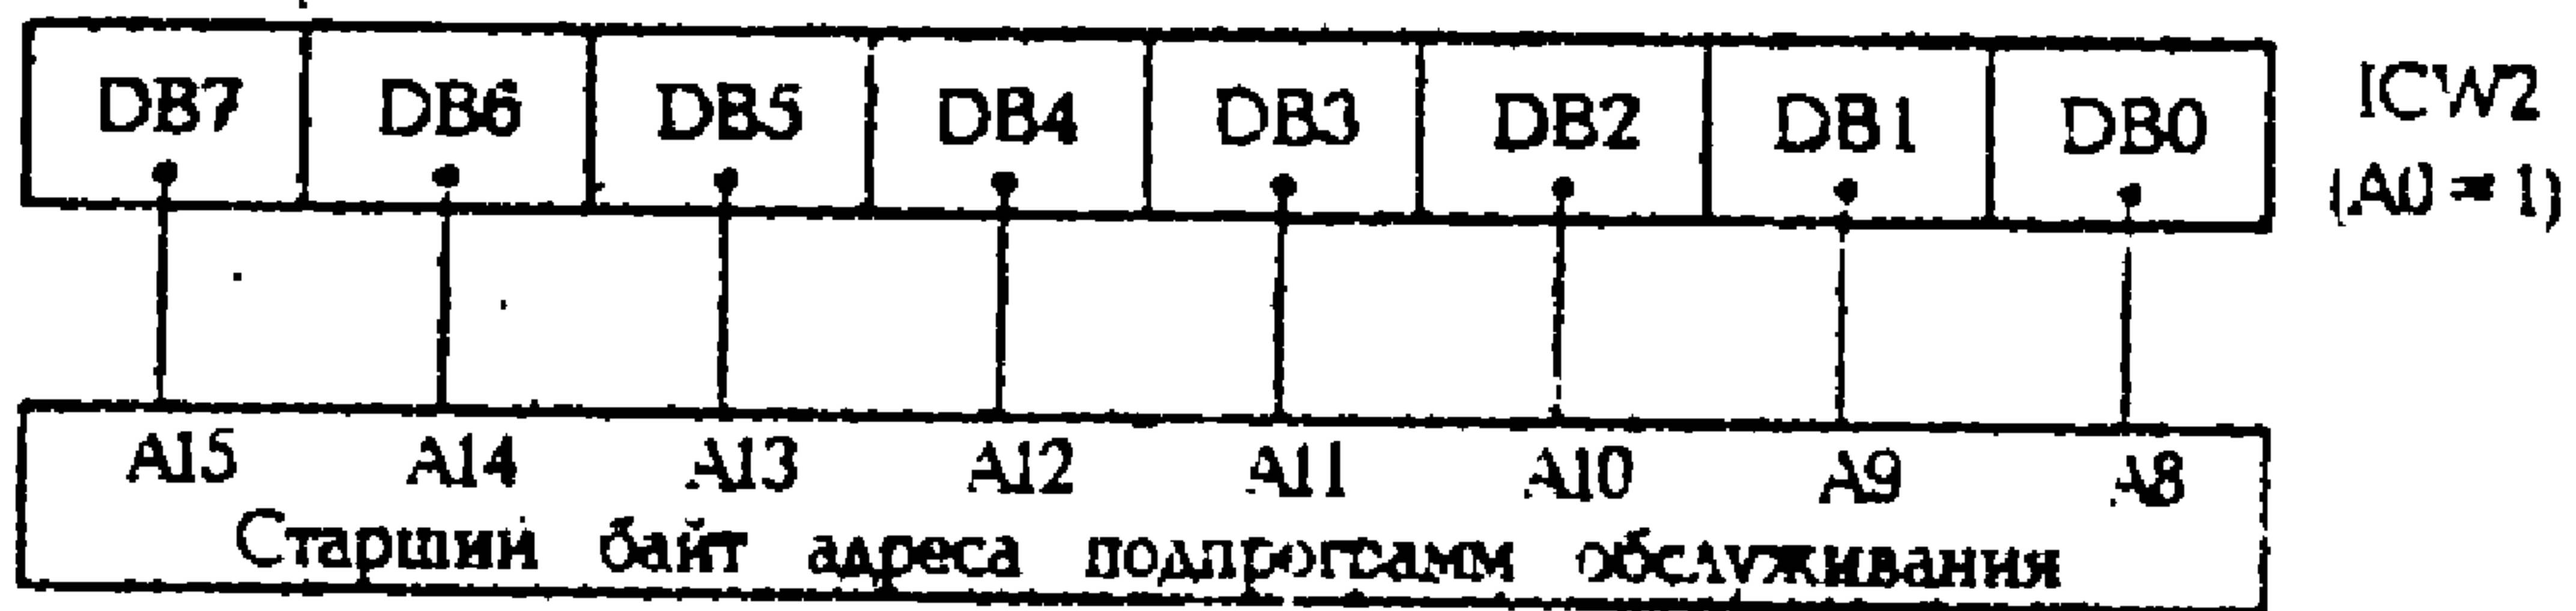 DB7 DB6 DB5 DB4 DB3 DB2 DB1 DB0 ICW2
(A0 = 1)
A15 A14 A13 A12 A11 A10 A9 A8
Старший байт адреса подпрограмм обслуживания